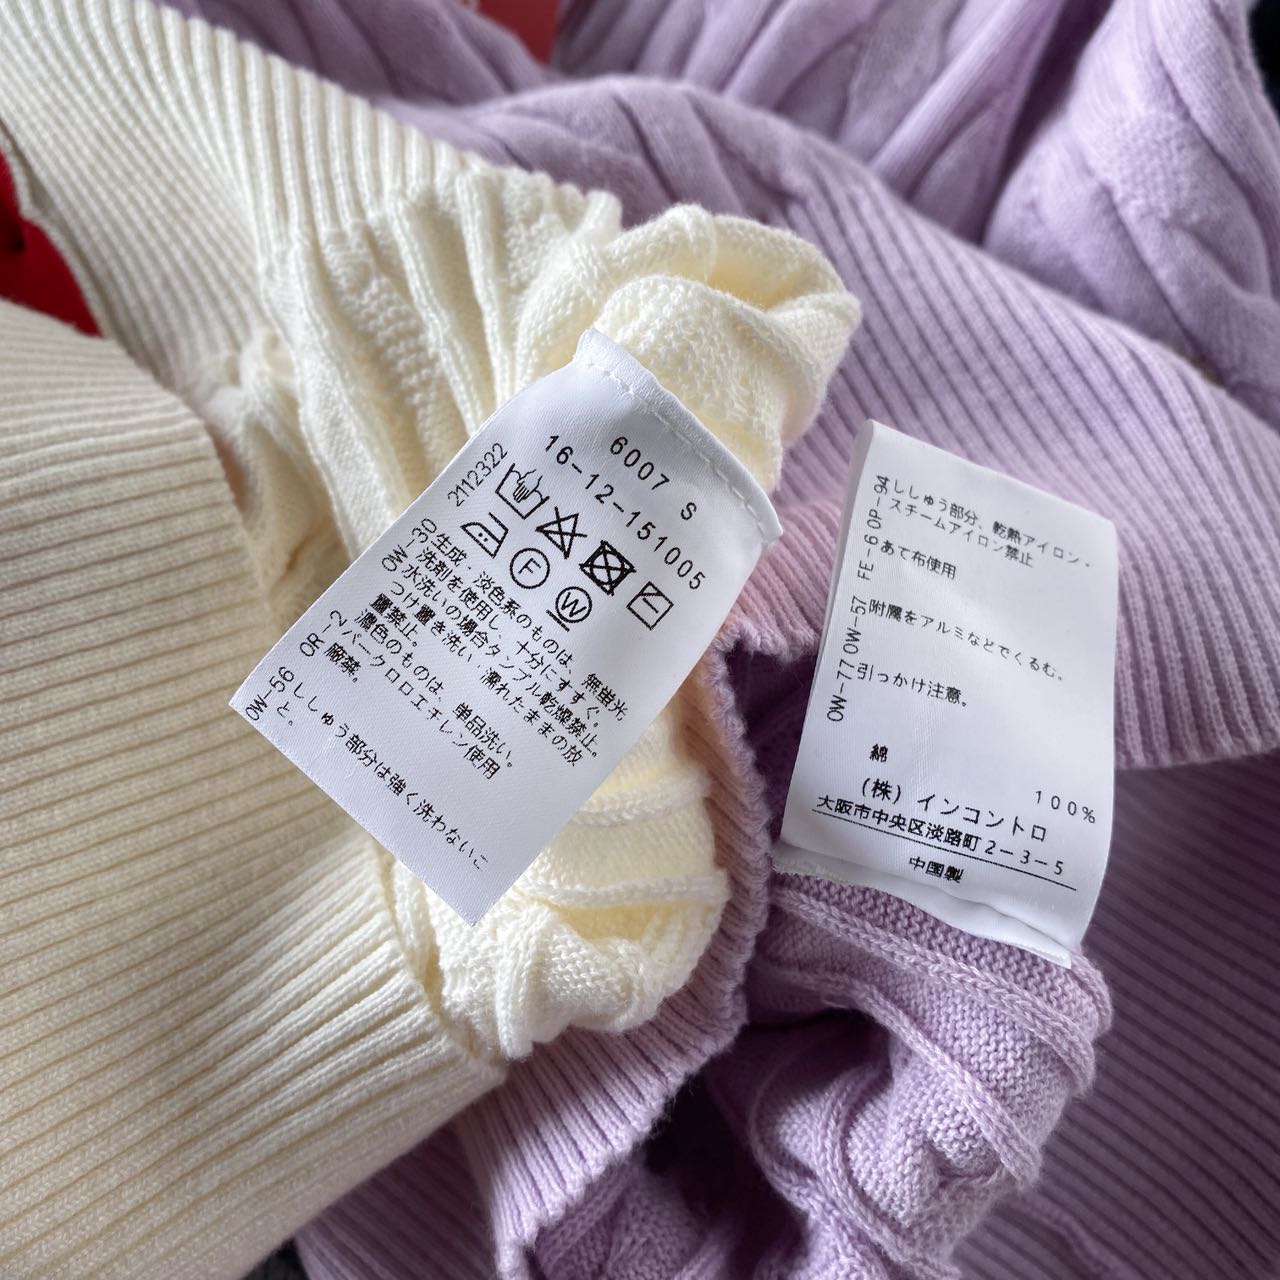 6007 S
16-12-151005
2112322
F
W
OW-30 生成・淡色系のものは、無蛍光
洗剤を使用し、十分にすすぐ。
水洗いの場合タンブル乾燥禁止。
つけ置き洗い・濡れたままの放
置禁止。
濃色のものは、単品洗い。
OR-2 パークロロエチレン使用
厳禁。
OW-56 ししゅう部分は強く洗わないこ
と。
OP-94 ししゅう部分、乾熱アイロン・
スチームアイロン禁止
FE-6 あて布使用
OW-57 附属をアルミなどでくるむ。
OW-77 引っかけ注意。
綿 100%
(株)インコントロ
大阪市中央区淡路町2-3-5
中国製